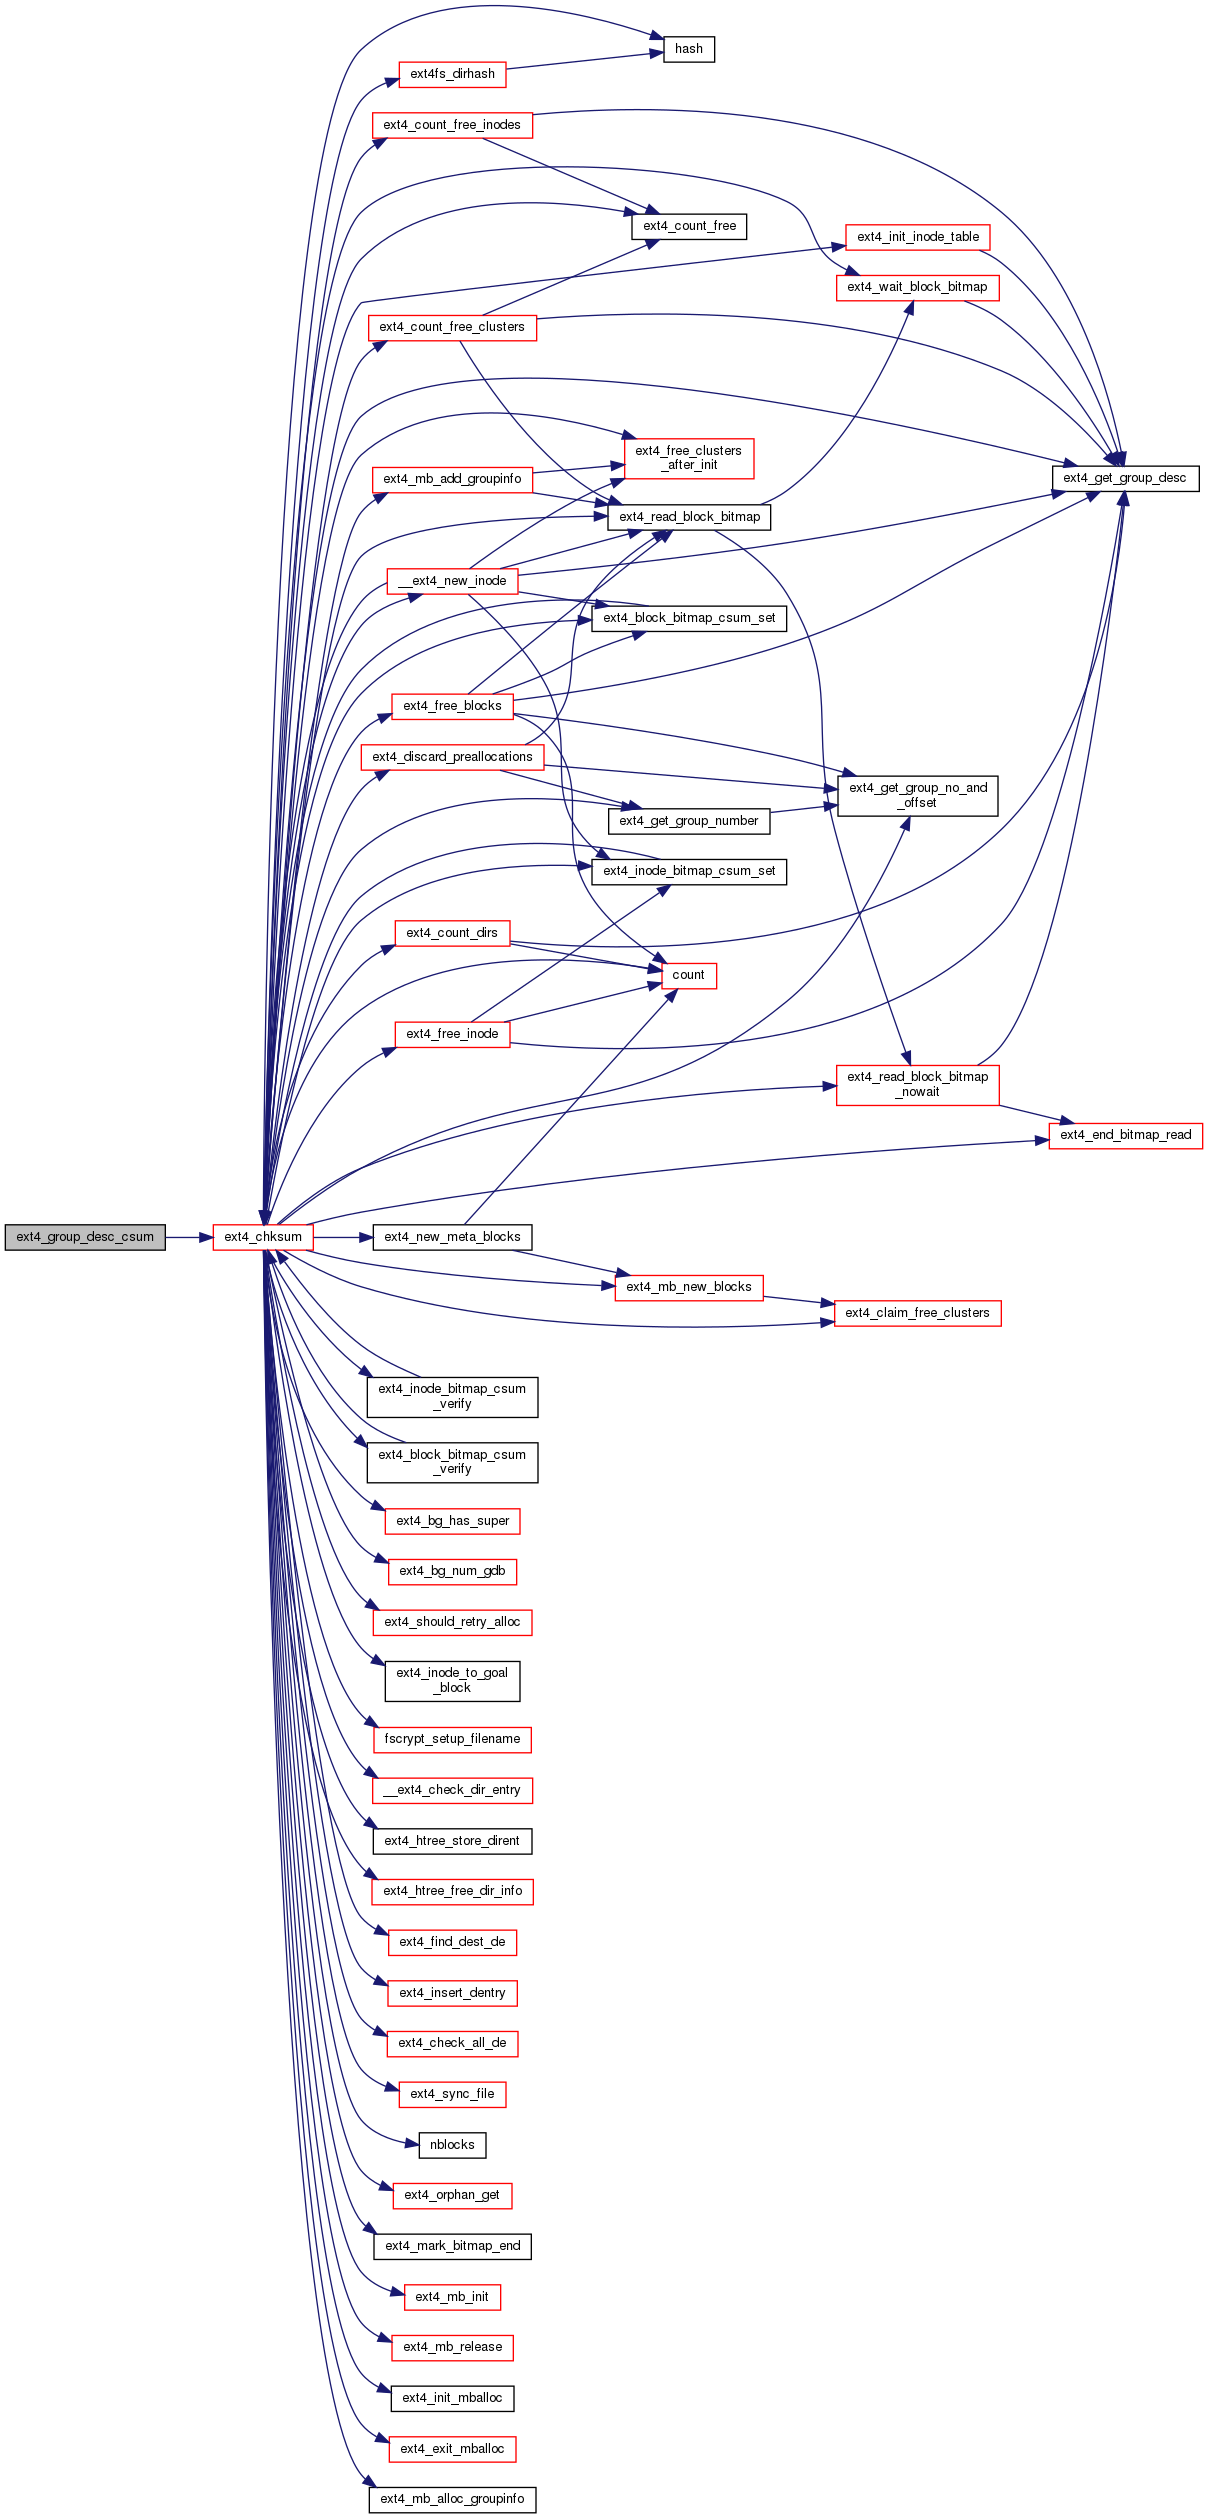 hash
ext4fs_dirhash
ext4_count_free_inodes
ext4_count_free
ext4_init_inode_table
ext4_wait_block_bitmap
ext4_count_free_clusters
ext4_free_clusters
_after_init
ext4_mb_add_groupinfo
ext4_get_group_desc
ext4_read_block_bitmap
__ext4_new_inode
ext4_block_bitmap_csum_set
ext4_free_blocks
ext4_discard_preallocations
ext4_get_group_no_and
_offset
ext4_get_group_number
ext4_inode_bitmap_csum_set
ext4_count_dirs
count
ext4_free_inode
ext4_read_block_bitmap
_nowait
ext4_end_bitmap_read
ext4_group_desc_csum
ext4_chksum
ext4_new_meta_blocks
ext4_mb_new_blocks
ext4_claim_free_clusters
ext4_inode_bitmap_csum
_verify
ext4_block_bitmap_csum
_verify
ext4_bg_has_super
ext4_bg_num_gdb
ext4_should_retry_alloc
ext4_inode_to_goal
_block
fscrypt_setup_filename
__ext4_check_dir_entry
ext4_htree_store_dirent
ext4_htree_free_dir_info
ext4_find_dest_de
ext4_insert_dentry
ext4_check_all_de
ext4_sync_file
nblocks
ext4_orphan_get
ext4_mark_bitmap_end
ext4_mb_init
ext4_mb_release
ext4_init_mballoc
ext4_exit_mballoc
ext4_mb_alloc_groupinfo